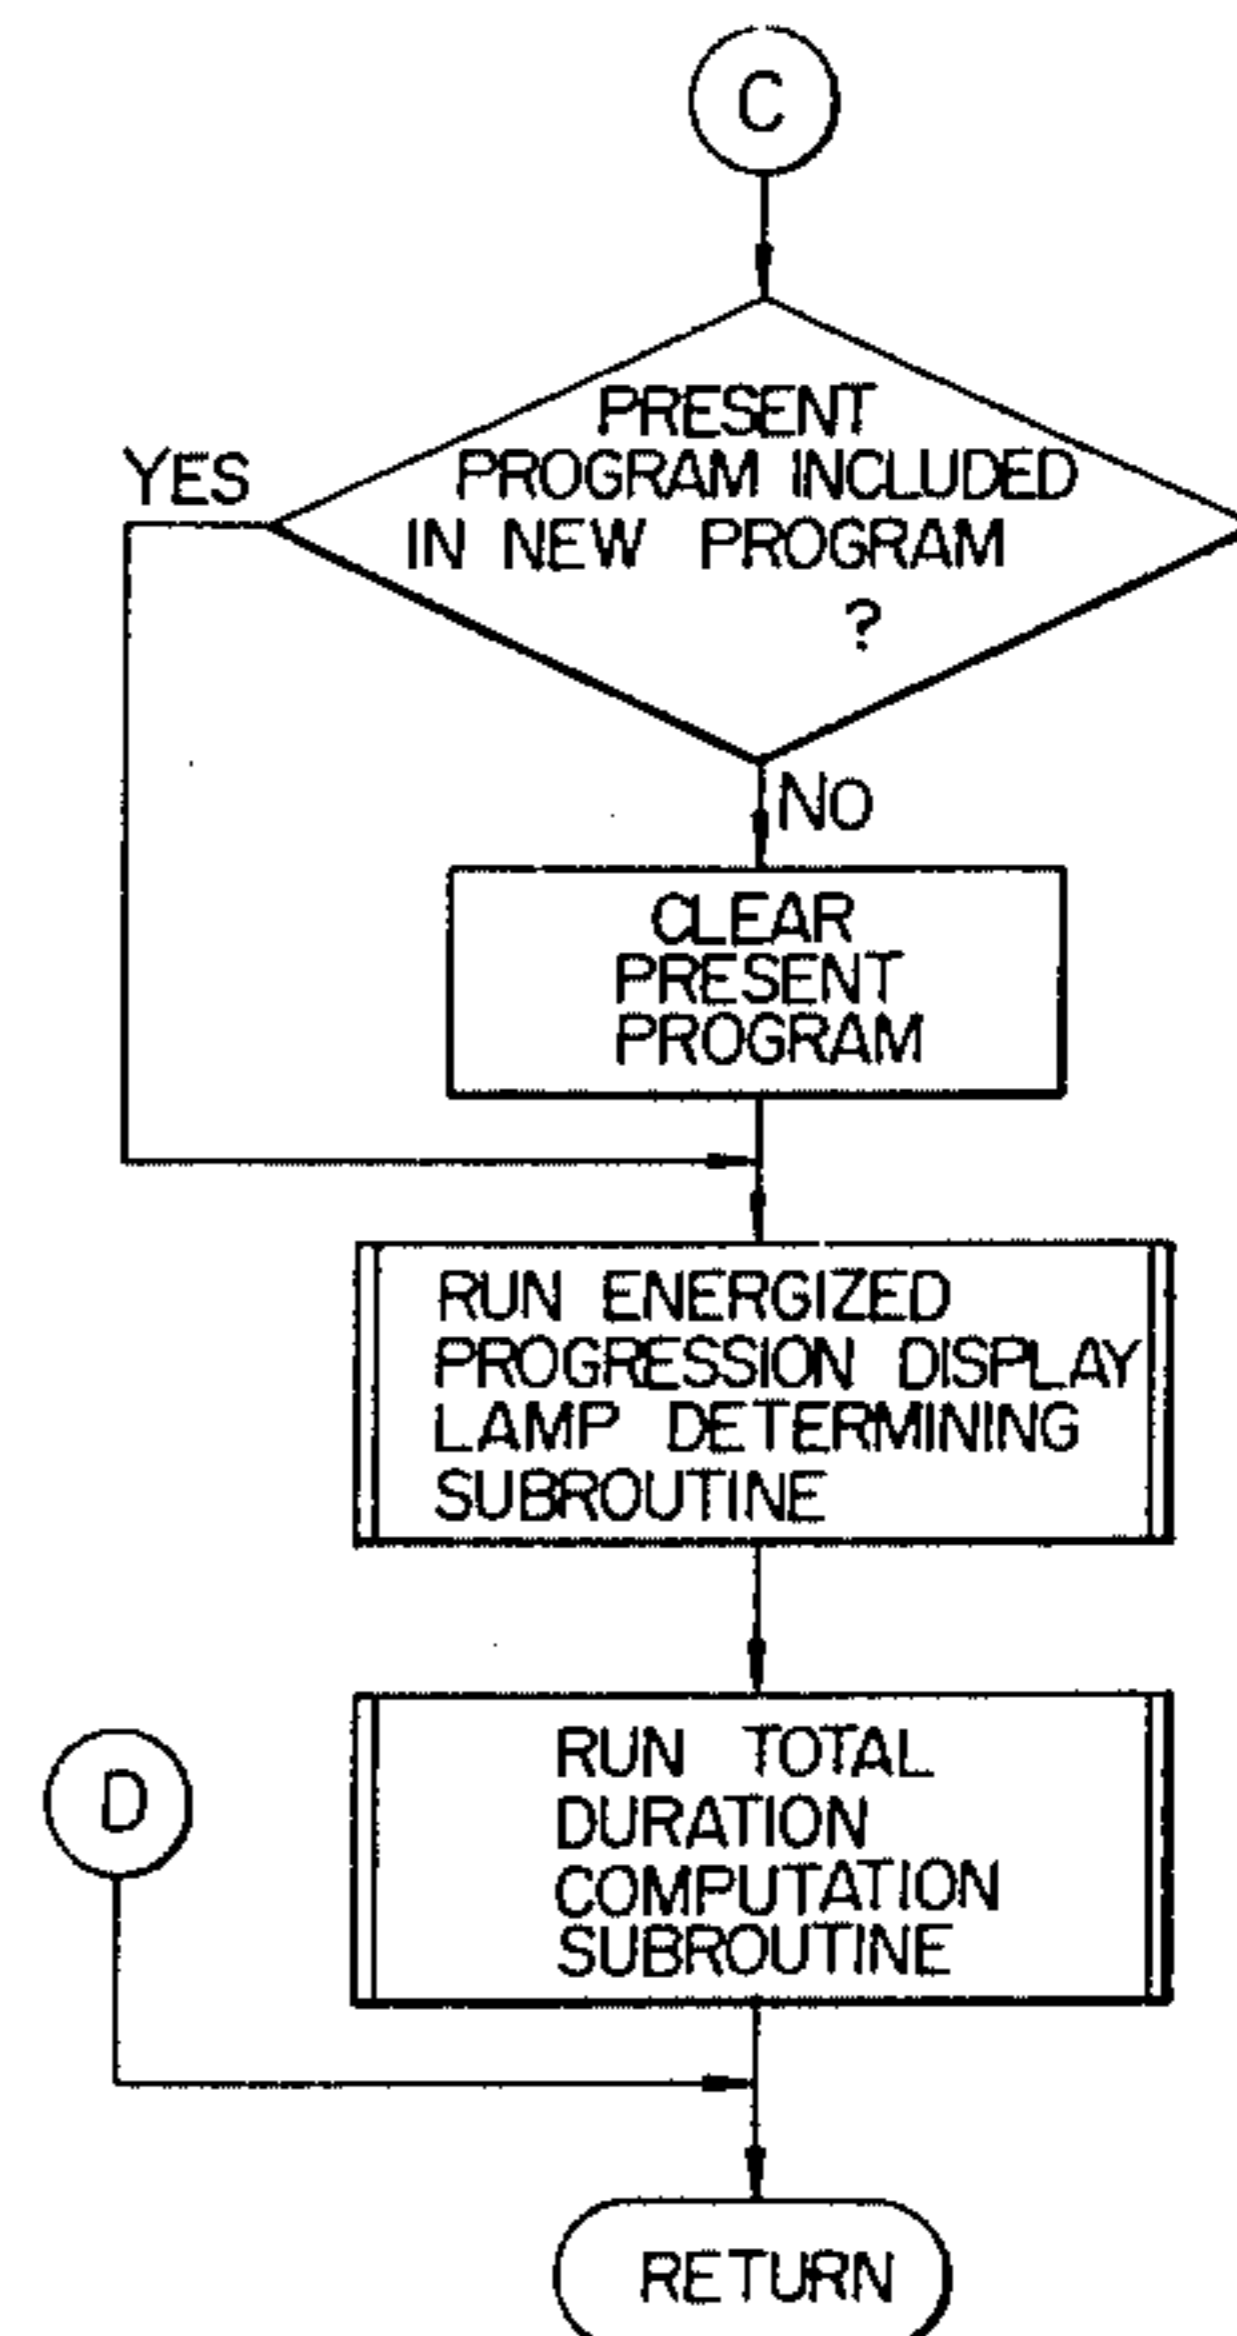 C
PRESENT
PROGRAM INCLUDED
IN NEW PROGRAM
?
YES
NO
CLEAR
PRESENT
PROGRAM
RUN ENERGIZED
PROGRESSION DISPLAY
LAMP DETERMINING
SUBROUTINE
RUN TOTAL
DURATION
COMPUTATION
SUBROUTINE
D
RETURN